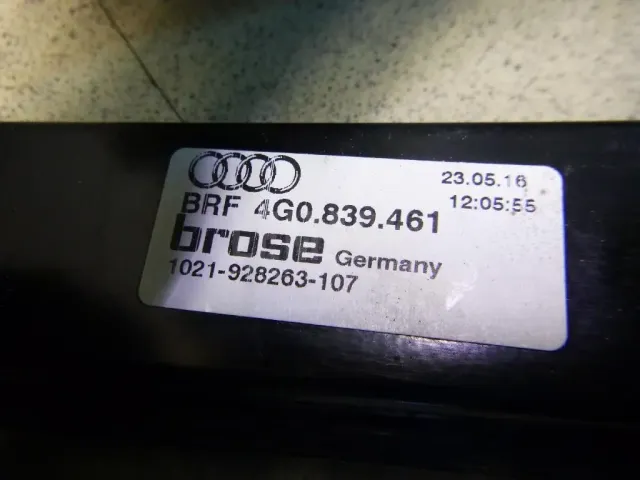 23.05.16
BRF 4G0.839.461 12:05:55
brose Germany
1021-928263-107